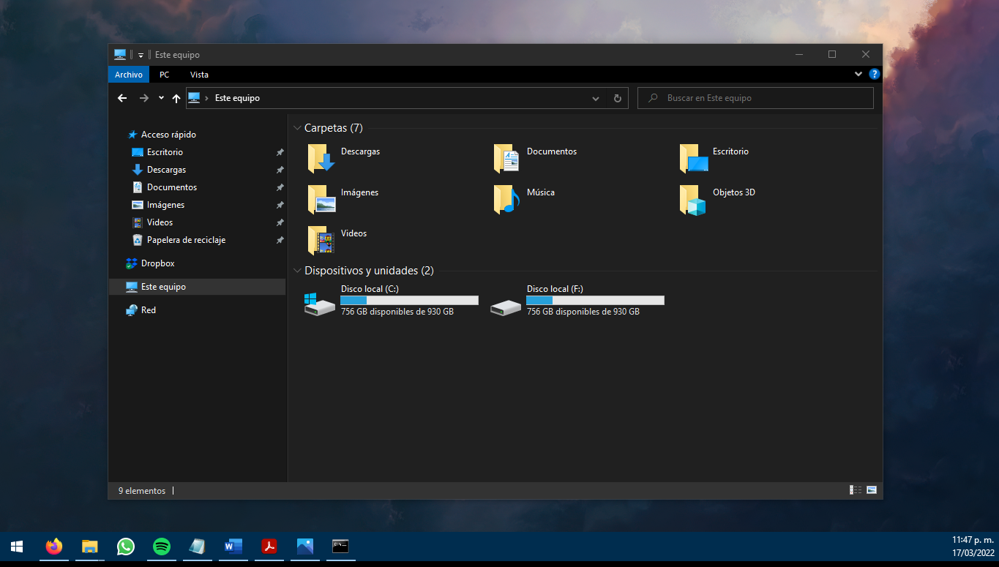 Este equipo
Archivo PC Vista
Este equipo
Buscar en Este equipo
Acceso rápido
Escritorio
Descargas
Documentos
Imágenes
Videos
Papelera de reciclaje
Dropbox
Este equipo
Red
Carpetas (7)
Descargas
Documentos
Escritorio
Imágenes
Música
Objetos 3D
Videos
Dispositivos y unidades (2)
Disco local (C:)
756 GB disponibles de 930 GB
Disco local (F:)
756 GB disponibles de 930 GB
9 elementos
11:47 p. m.
17/03/2022